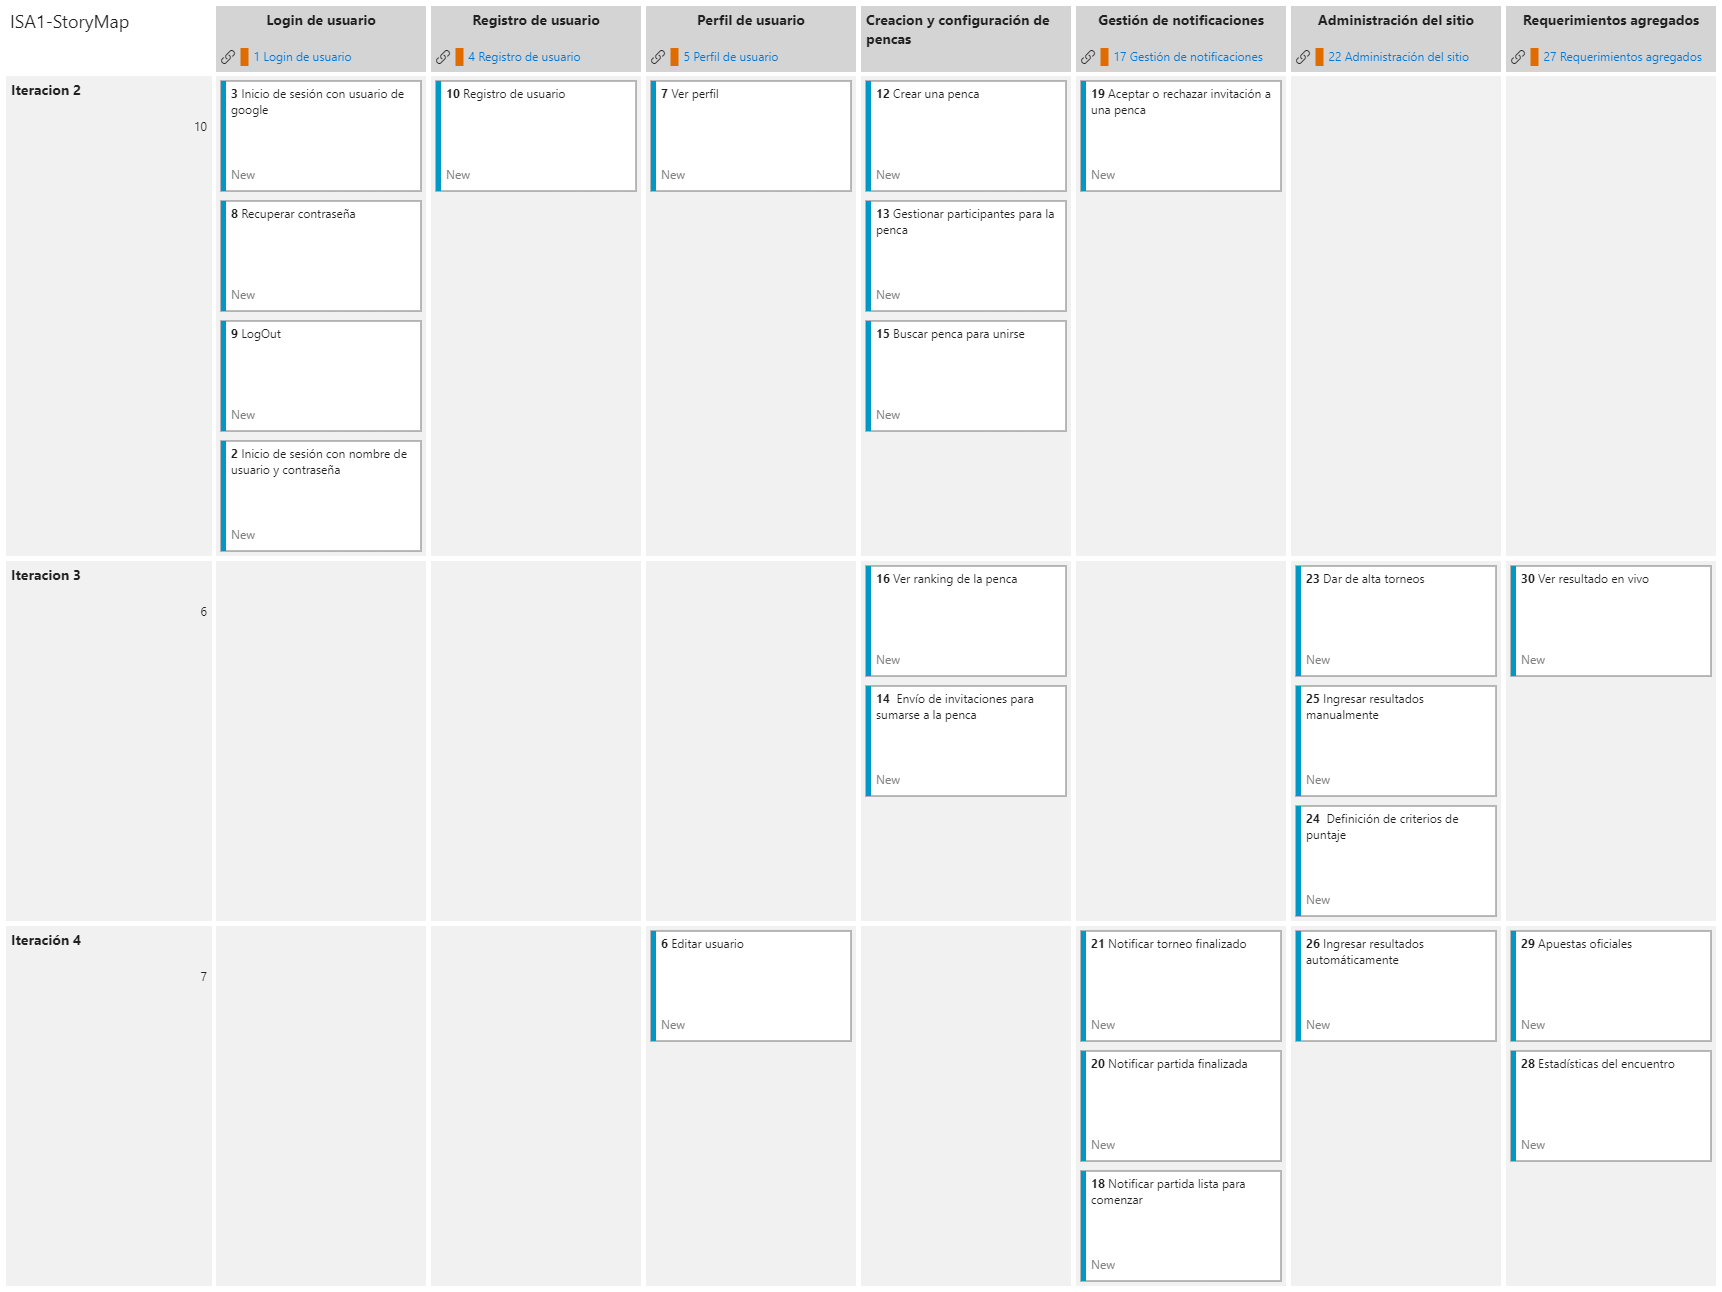 ISA1-StoryMap
Login de usuario
1 Login de usuario
Registro de usuario
4 Registro de usuario
Perfil de usuario
5 Perfil de usuario
Creacion y configuración de
pencas
Gestión de notificaciones
17 Gestión de notificaciones
Administración del sitio
22 Administración del sitio
Requerimientos agregados
27 Requerimientos agregados
Iteracion 2
10
3 Inicio de sesión con usuario de
google
New
8 Recuperar contraseña
New
9 LogOut
New
2 Inicio de sesión con nombre de
usuario y contraseña
New
10 Registro de usuario
New
7 Ver perfil
New
12 Crear una penca
New
13 Gestionar participantes para la
penca
New
15 Buscar penca para unirse
New
19 Aceptar o rechazar invitación a
una penca
New
Iteracion 3
6
16 Ver ranking de la penca
New
14 Envío de invitaciones para
sumarse a la penca
New
23 Dar de alta torneos
New
25 Ingresar resultados
manualmente
New
24 Definición de criterios de
puntaje
New
30 Ver resultado en vivo
New
Iteración 4
7
6 Editar usuario
New
21 Notificar torneo finalizado
New
20 Notificar partida finalizada
New
18 Notificar partida lista para
comenzar
New
26 Ingresar resultados
automáticamente
New
29 Apuestas oficiales
New
28 Estadísticas del encuentro
New